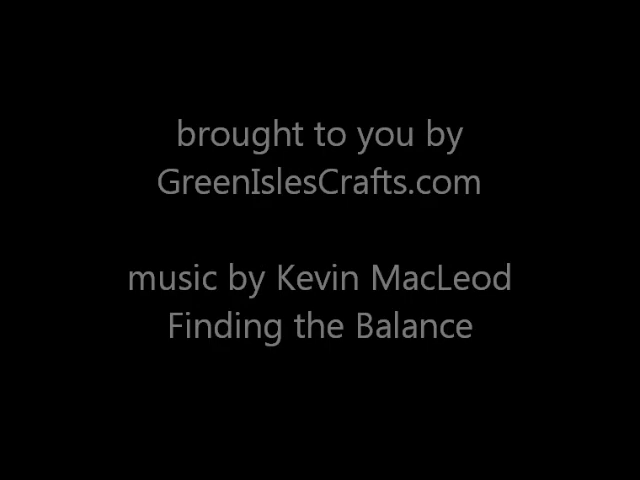 brought to you by
GreenIslesCrafts.com
music by Kevin MacLeod
Finding the Balance